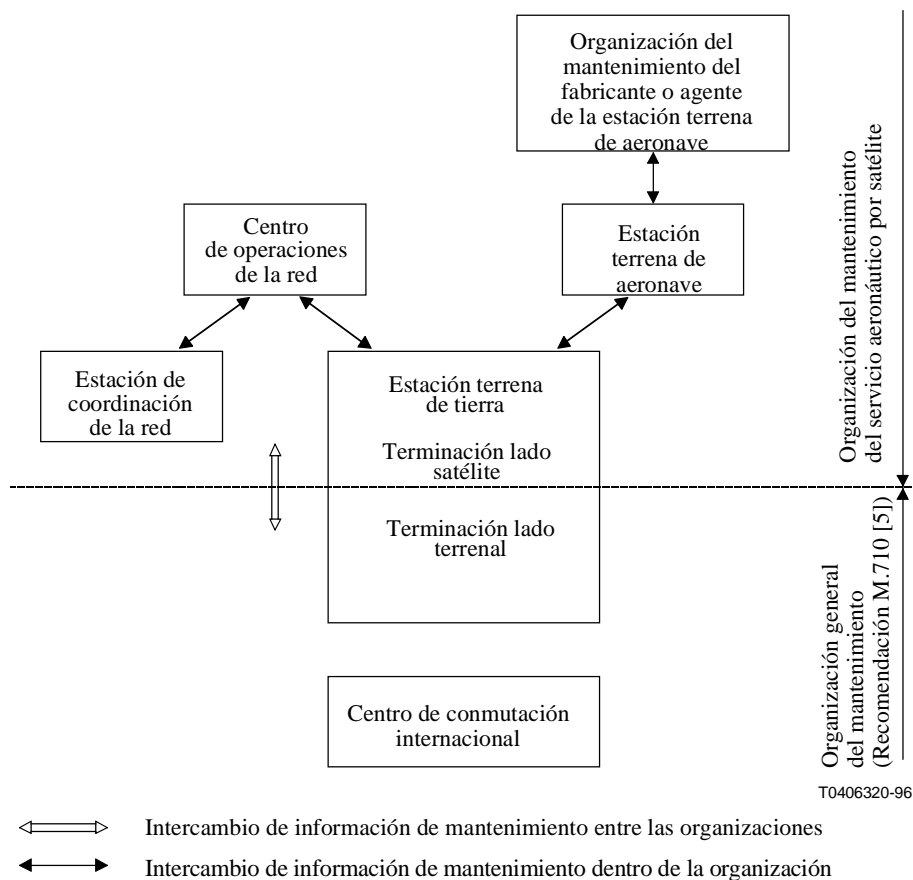 Organización del
mantenimiento del
fabricante o agente
de la estación terrena
de aeronave
Centro
de operaciones
de la red
Estación
terrena de
aeronave
Estación de
coordinación
de la red
Estación terrena
de tierra
Terminación lado
satélite
Terminación lado
terrenal
Centro de conmutación
internacional
Organización del mantenimiento
del servicio aeronáutico por satélite
Organización general
del mantenimiento
(Recomendación M.710 [5])
T0406320-96
Intercambio de información de mantenimiento entre las organizaciones
Intercambio de información de mantenimiento dentro de la organización